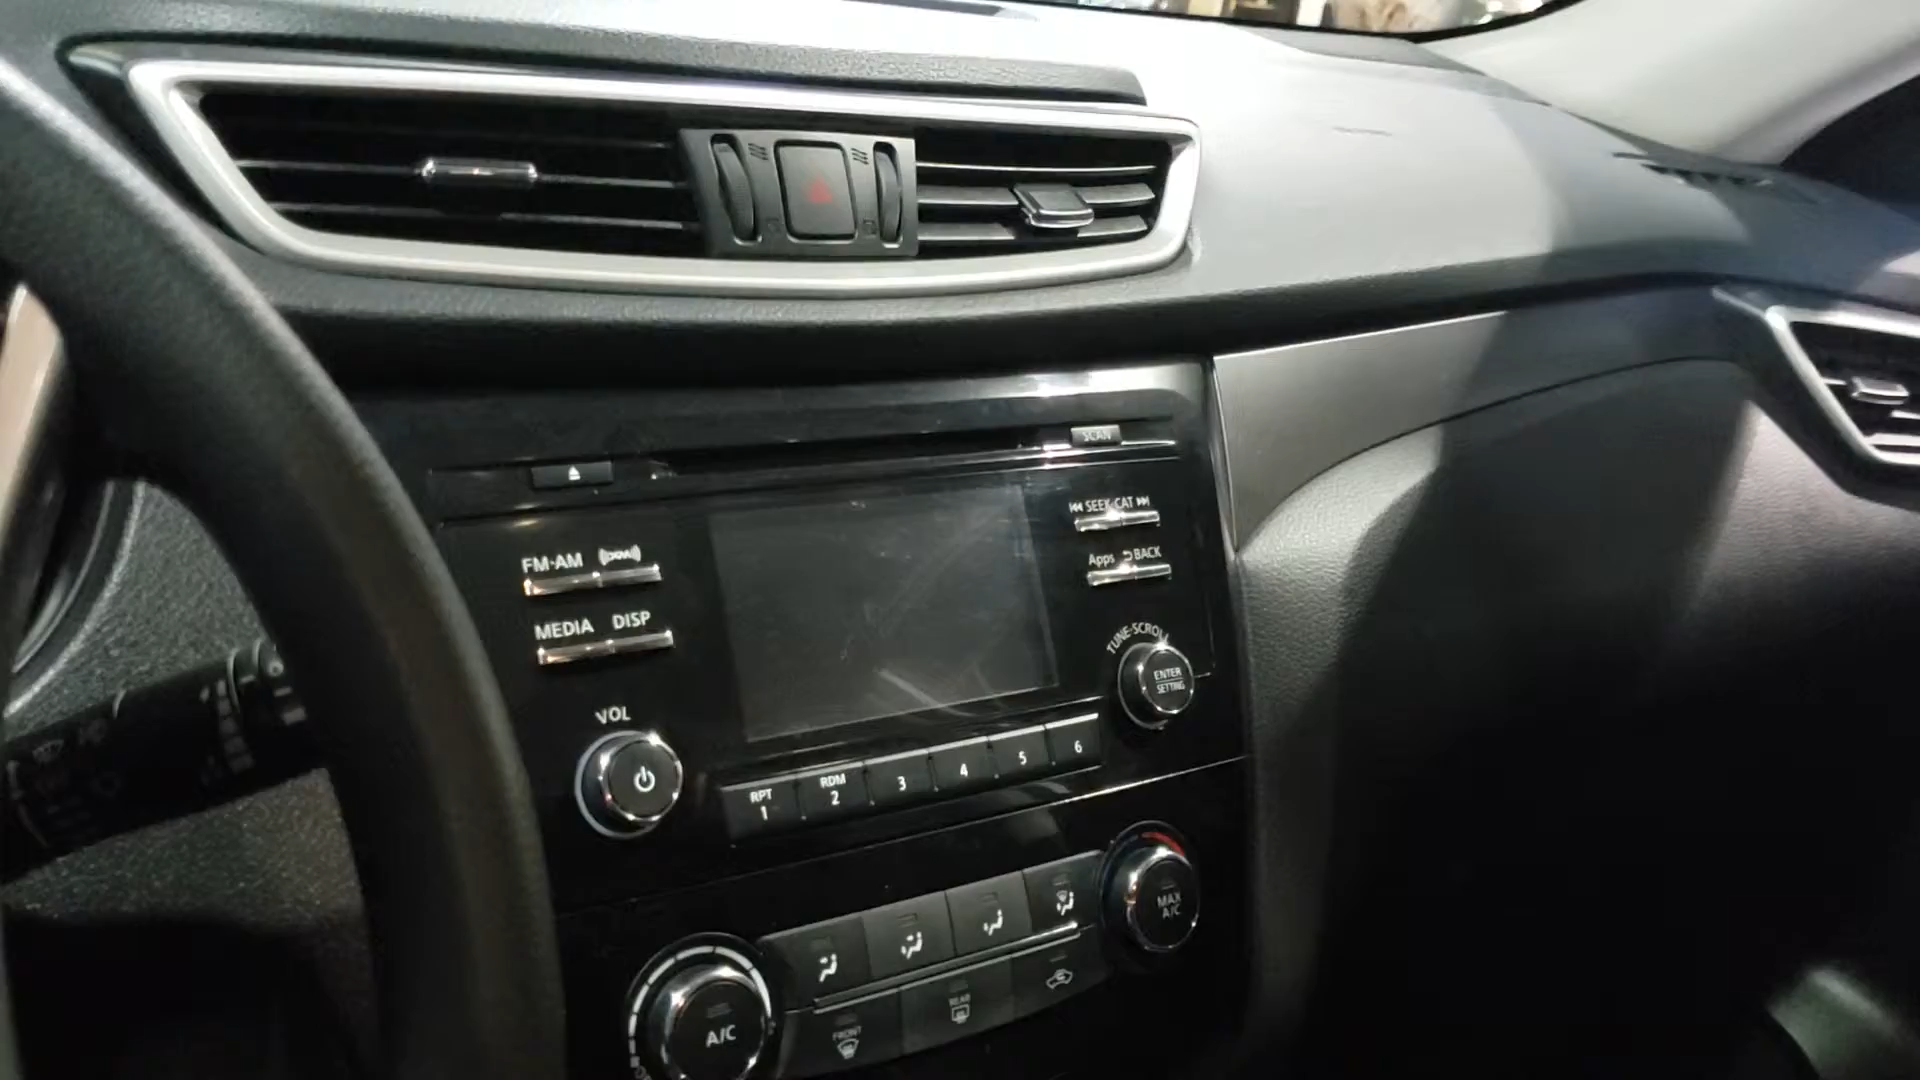 SCAN
SEEK·CAT
FM·AM
Apps BACK
MEDIA DISP
TUNE·SCROLL
ENTER
SETTING
VOL
RPT
1
RDM
2
3
4
5
6
MAX
A/C
A/C
REAR
FRONT